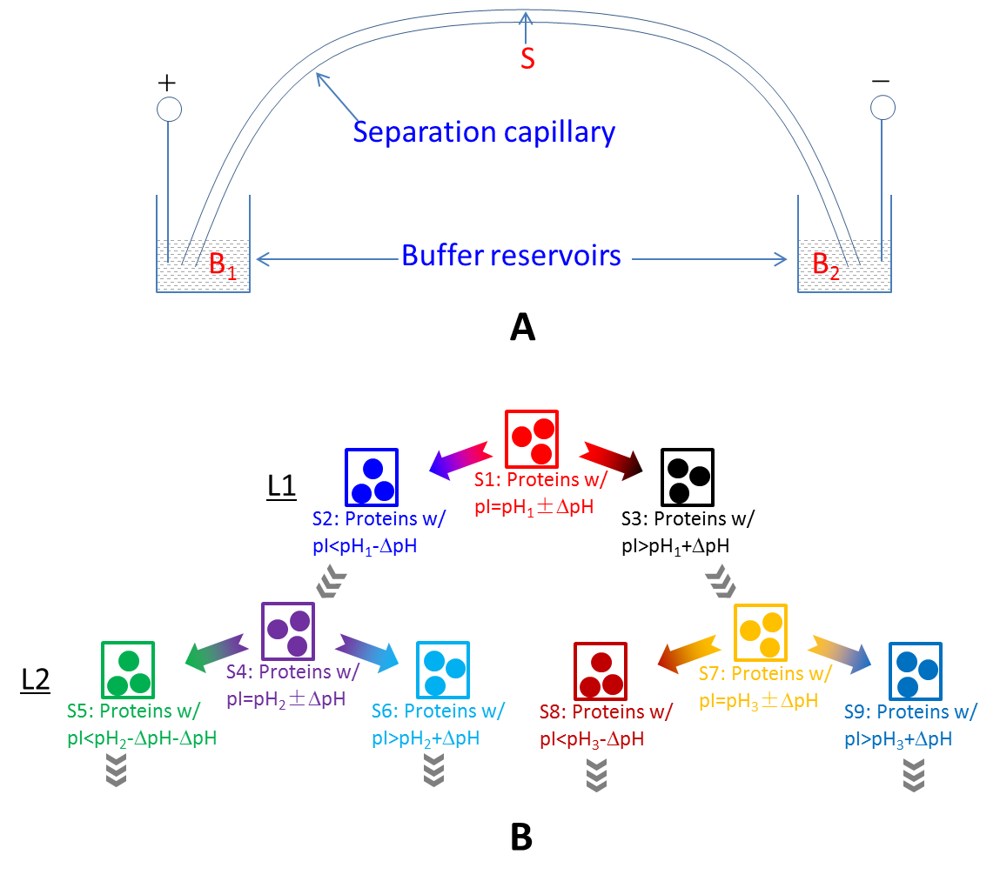 +
−
S
Separation capillary
Buffer reservoirs
B₁
B₂
A
L1
S1: Proteins w/
pI=pH₁±ΔpH
S2: Proteins w/
pI<pH₁-ΔpH
S3: Proteins w/
pI>pH₁+ΔpH
L2
S4: Proteins w/
pI=pH₂±ΔpH
S5: Proteins w/
pI<pH₂-ΔpH-ΔpH
S6: Proteins w/
pI>pH₂+ΔpH
S7: Proteins w/
pI=pH₃±ΔpH
S8: Proteins w/
pI<pH₃-ΔpH
S9: Proteins w/
pI>pH₃+ΔpH
B